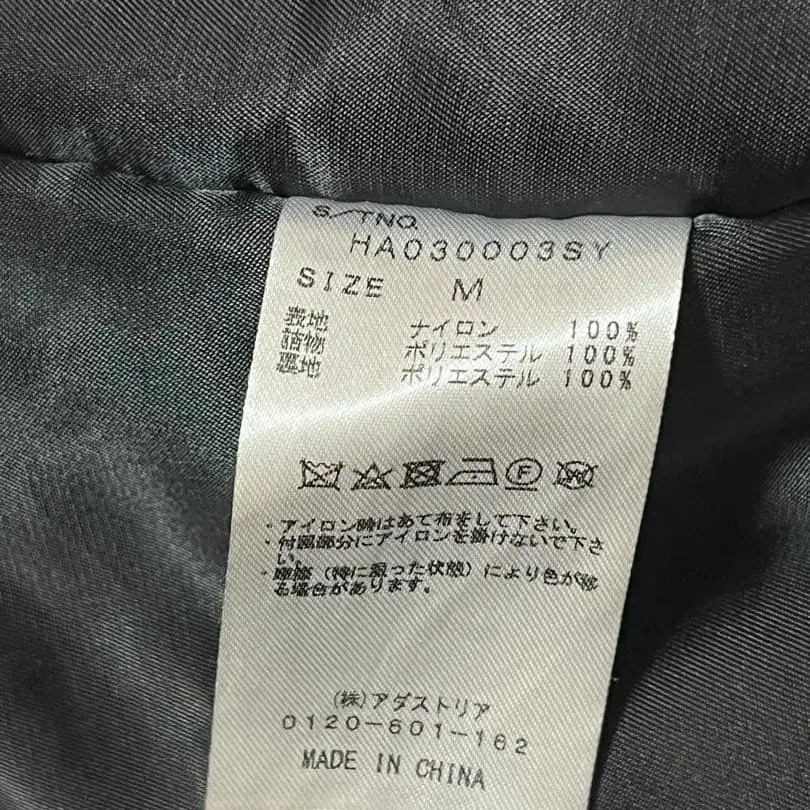 S/TNO.
HA030003SY
SIZE M
表地 ナイロン 100%
詰物 ポリエステル 100%
裏地 ポリエステル 100%
F W
・アイロン時はあて布をして下さい。
・付属部分にアイロンを掛けないで下さ
い。
・摩擦（特に湿った状態）により色が移
る場合があります。
(株)アダストリア
0120-601-162
MADE IN CHINA